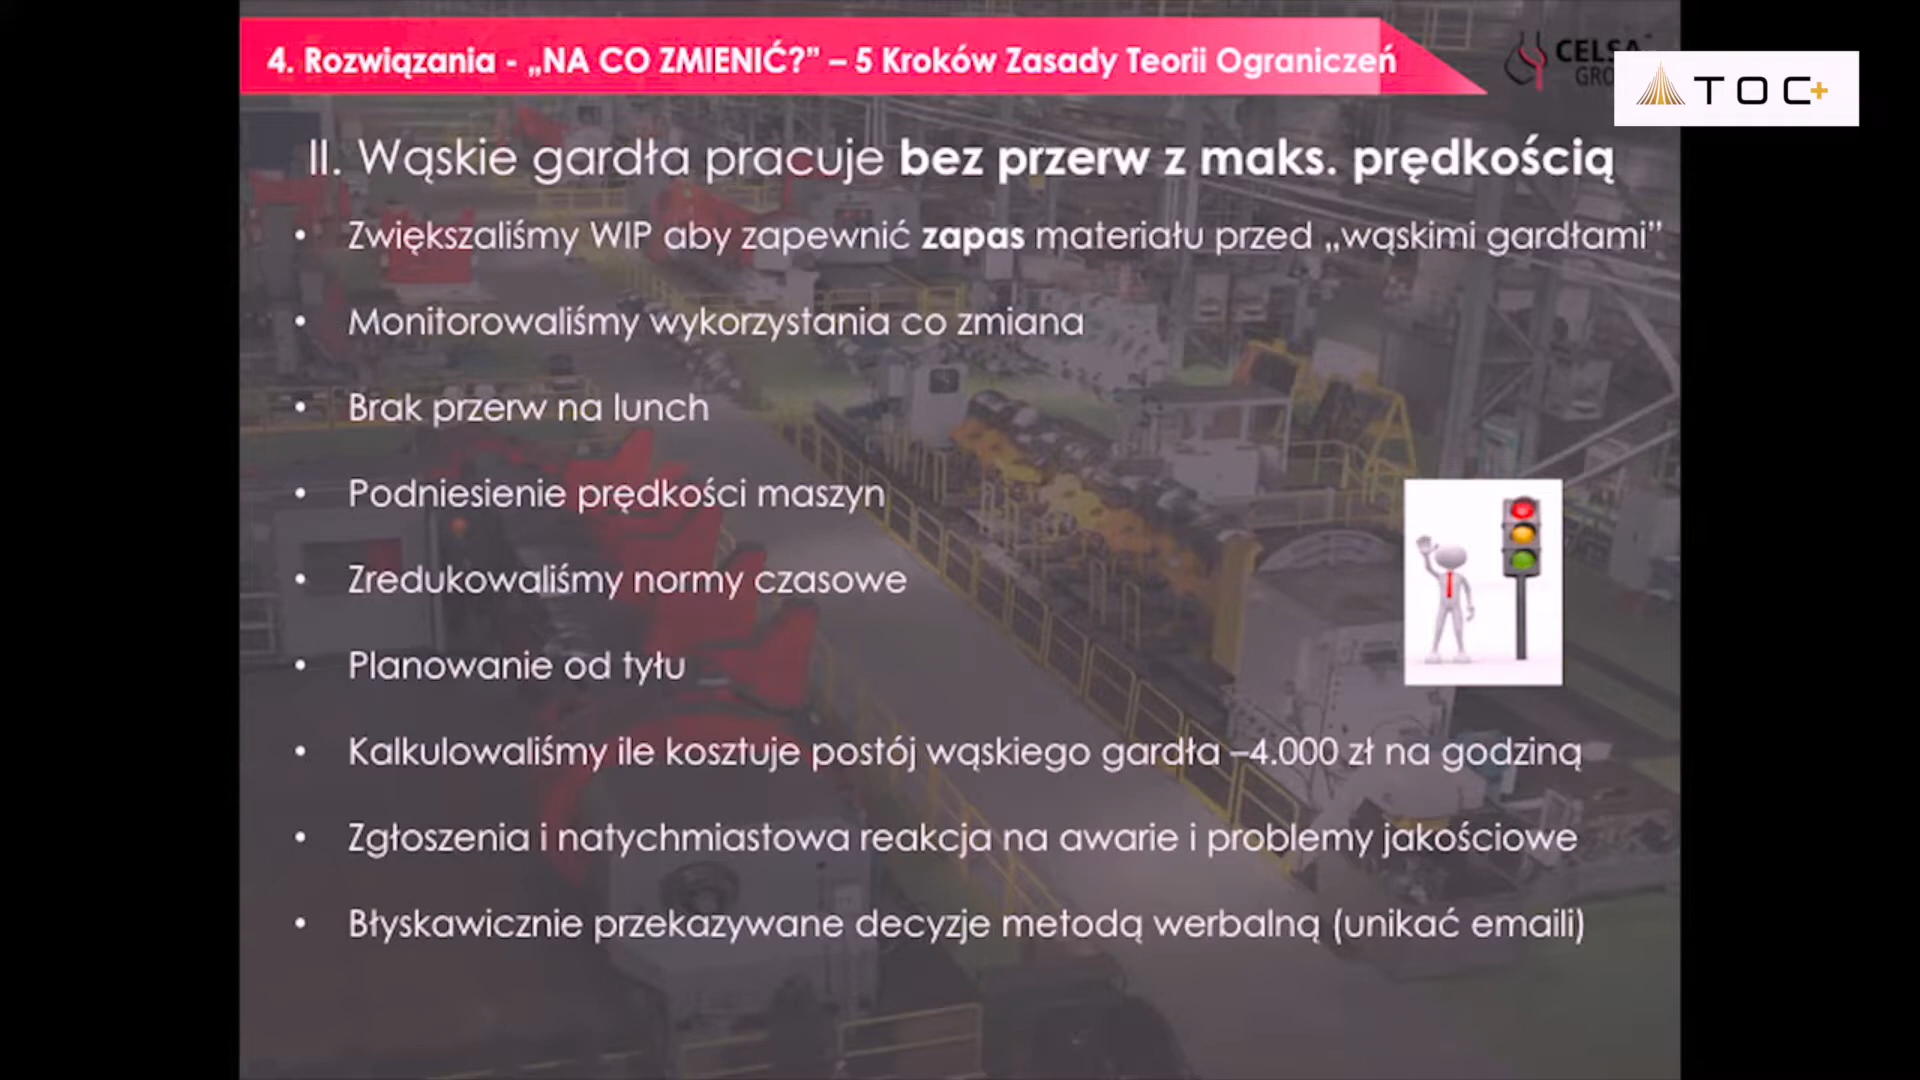 4. Rozwiązania - „NA CO ZMIENIĆ?” – 5 Kroków Zasady Teorii Ograniczeń
TOC+
II. Wąskie gardła pracuje bez przerw z maks. prędkością
• Zwiększaliśmy WIP aby zapewnić zapas materiału przed „wąskimi gardłami”
• Monitorowaliśmy wykorzystania co zmiana
• Brak przerw na lunch
• Podniesienie prędkości maszyn
• Zredukowaliśmy normy czasowe
• Planowanie od tyłu
• Kalkulowaliśmy ile kosztuje postój wąskiego gardła –4.000 zł na godziną
• Zgłoszenia i natychmiastowa reakcja na awarie i problemy jakościowe
• Błyskawicznie przekazywane decyzje metodą werbalną (unikać emaili)